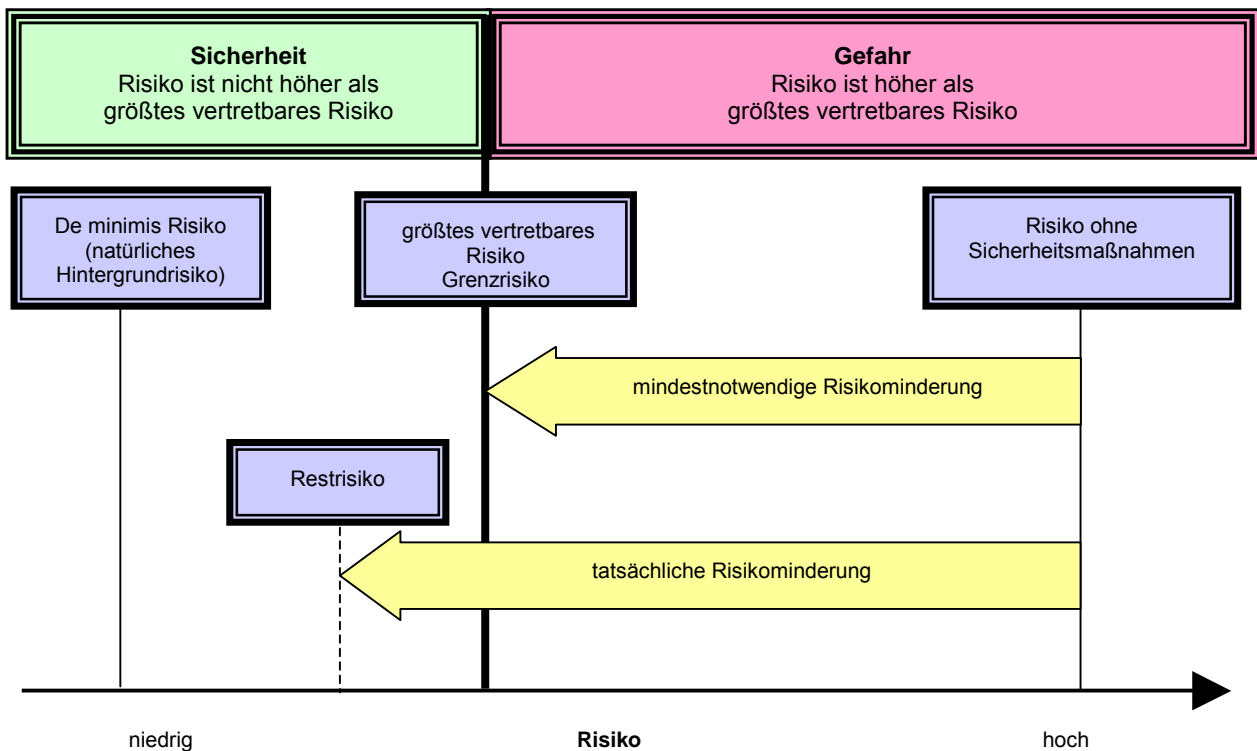 Sicherheit
Risiko ist nicht höher als
größtes vertretbares Risiko
Gefahr
Risiko ist höher als
größtes vertretbares Risiko
De minimis Risiko
(natürliches
Hintergrundrisiko)
größtes vertretbares
Risiko
Grenzrisiko
Risiko ohne
Sicherheitsmaßnahmen
mindestnotwendige Risikominderung
Restrisiko
tatsächliche Risikominderung
niedrig
Risiko
hoch